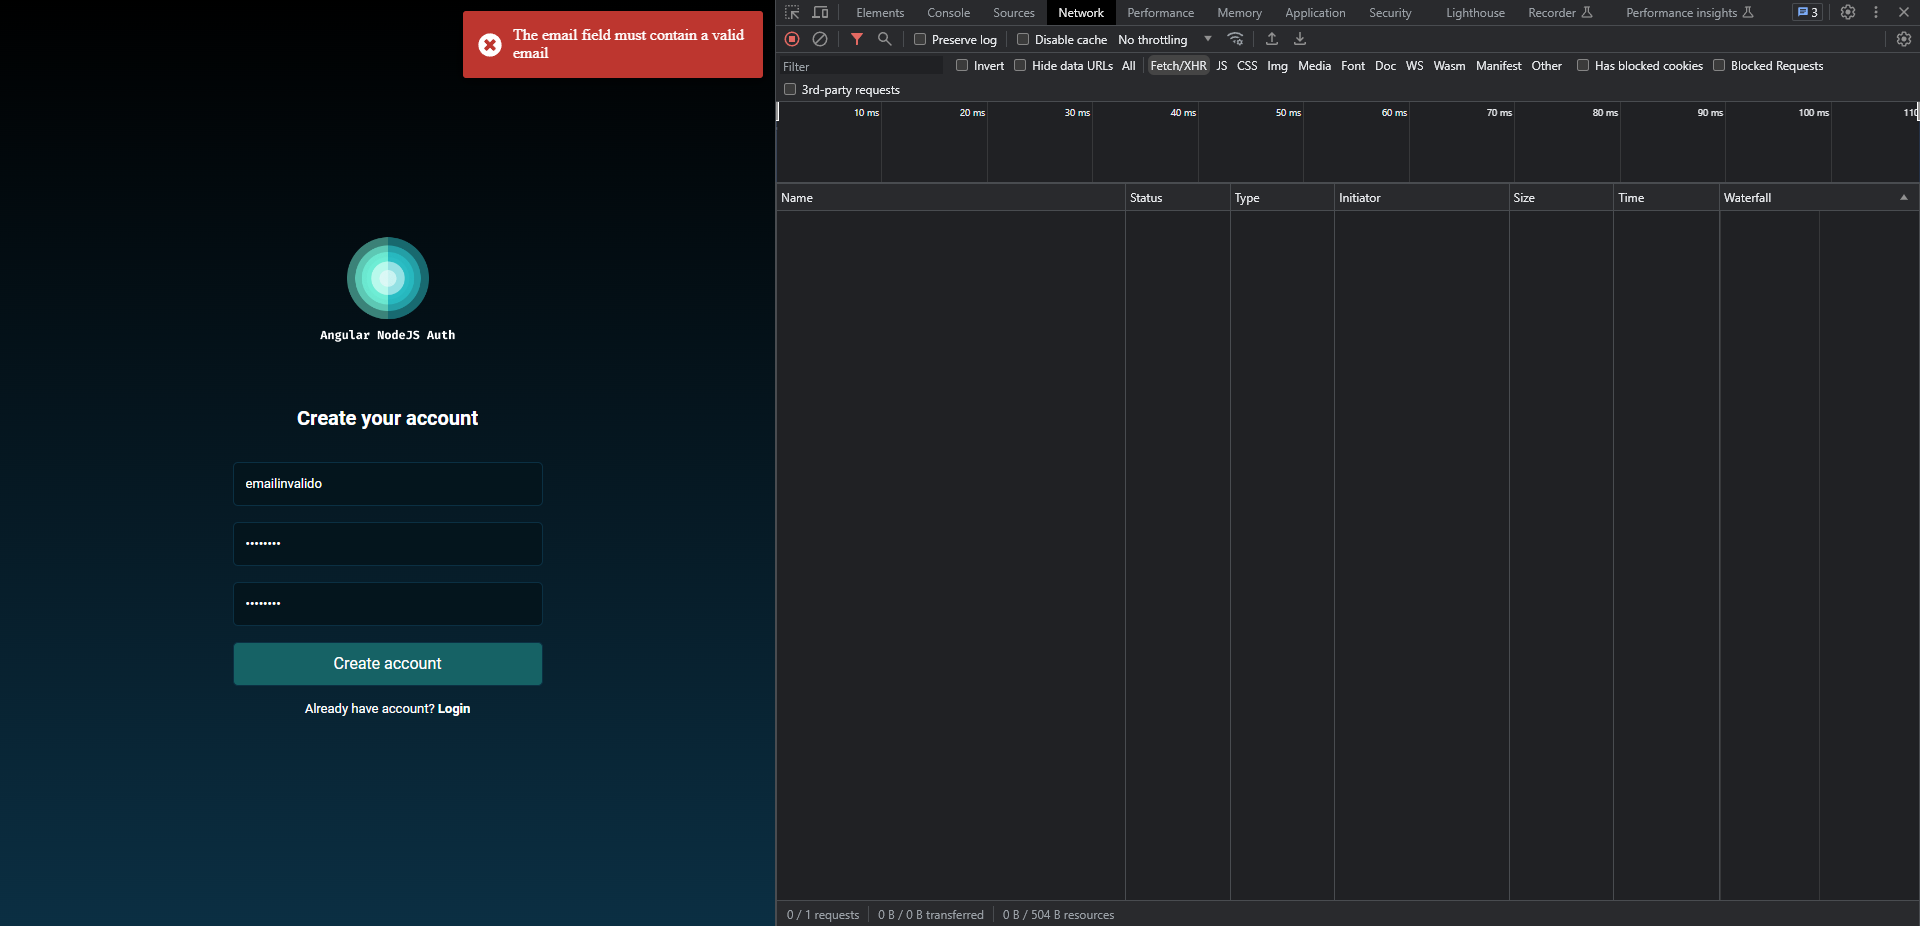 The email field must contain a valid
email
Angular NodeJS Auth
Create your account
emailinvalido
••••••••
••••••••
Create account
Already have account? Login
Elements Console Sources Network Performance Memory Application Security Lighthouse Recorder Performance insights 3
Preserve log Disable cache No throttling
Filter Invert Hide data URLs All Fetch/XHR JS CSS Img Media Font Doc WS Wasm Manifest Other Has blocked cookies Blocked Requests
3rd-party requests
10 ms 20 ms 30 ms 40 ms 50 ms 60 ms 70 ms 80 ms 90 ms 100 ms 110
Name Status Type Initiator Size Time Waterfall
0 / 1 requests 0 B / 0 B transferred 0 B / 504 B resources